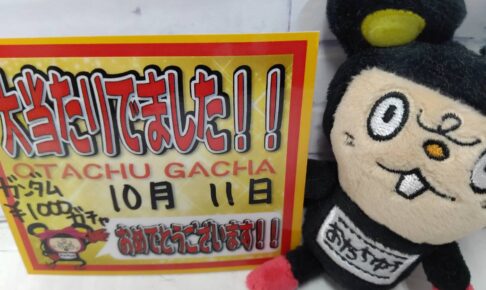 大当たりでました!!
OTACHU GACHA
ガンダム
10月 11日
¥1000ガチャ
おめでとうございます!!
おたちゅう